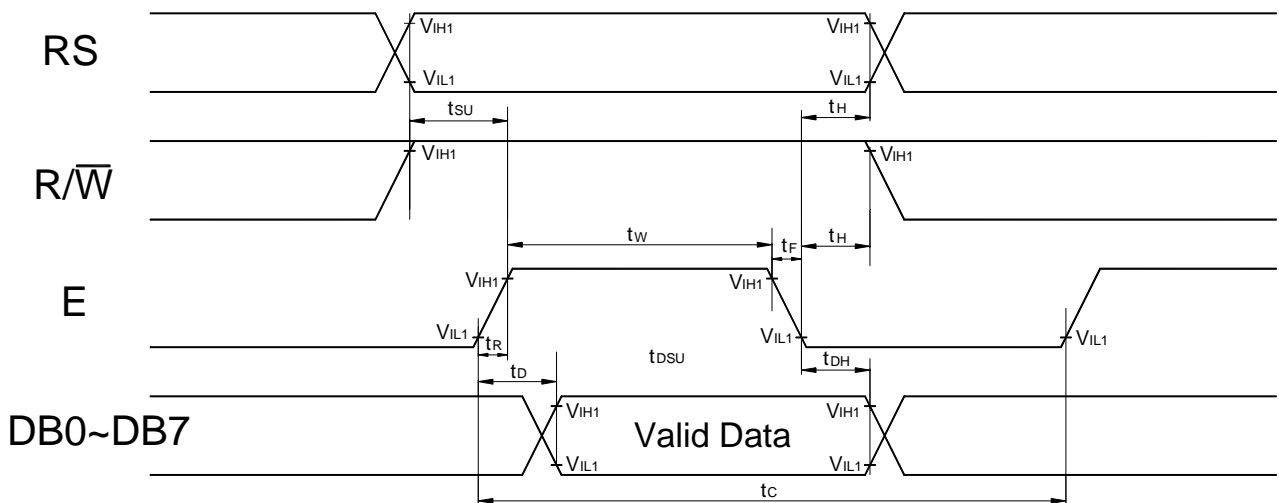 RS
VIH1
VIL1
VIH1
VIL1
tSU
tH
R/W̅
VIH1
VIH1
tW
tF
tH
E
VIH1
VIL1
VIH1
VIL1
VIL1
tR
tD
tDSU
tDH
DB0~DB7
VIH1
VIL1
Valid Data
VIH1
VIL1
tC